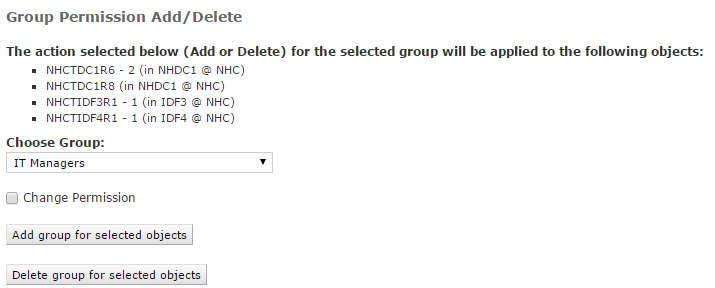 Group Permission Add/Delete
The action selected below (Add or Delete) for the selected group will be applied to the following objects:
NHCTDC1R6 - 2 (in NHDC1 @ NHC)
NHCTDC1R8 (in NHDC1 @ NHC)
NHCTIDF3R1 - 1 (in IDF3 @ NHC)
NHCTIDF4R1 - 1 (in IDF4 @ NHC)
Choose Group:
IT Managers
Change Permission
Add group for selected objects
Delete group for selected objects